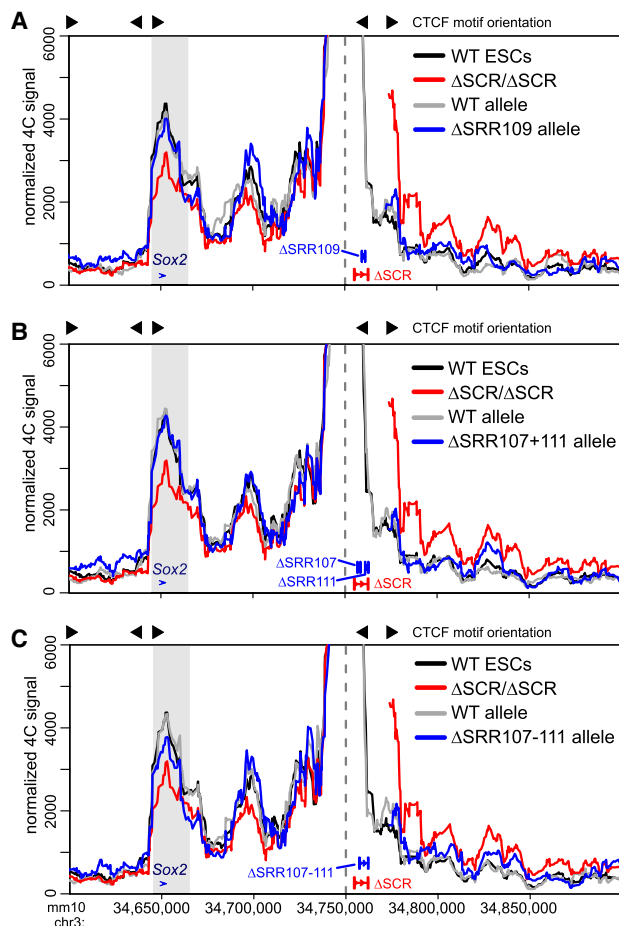 A
CTCF motif orientation
normalized 4C signal
6000
4000
2000
0
WT ESCs
ΔSCR/ΔSCR
WT allele
ΔSRR109 allele
Sox2
ΔSRR109
ΔSCR
B
CTCF motif orientation
normalized 4C signal
6000
4000
2000
0
WT ESCs
ΔSCR/ΔSCR
WT allele
ΔSRR107+111 allele
Sox2
ΔSRR107
ΔSRR111
ΔSCR
C
CTCF motif orientation
normalized 4C signal
6000
4000
2000
0
WT ESCs
ΔSCR/ΔSCR
WT allele
ΔSRR107-111 allele
Sox2
ΔSRR107-111
ΔSCR
mm10
chr3:
34,650,000 34,700,000 34,750,000 34,800,000 34,850,000